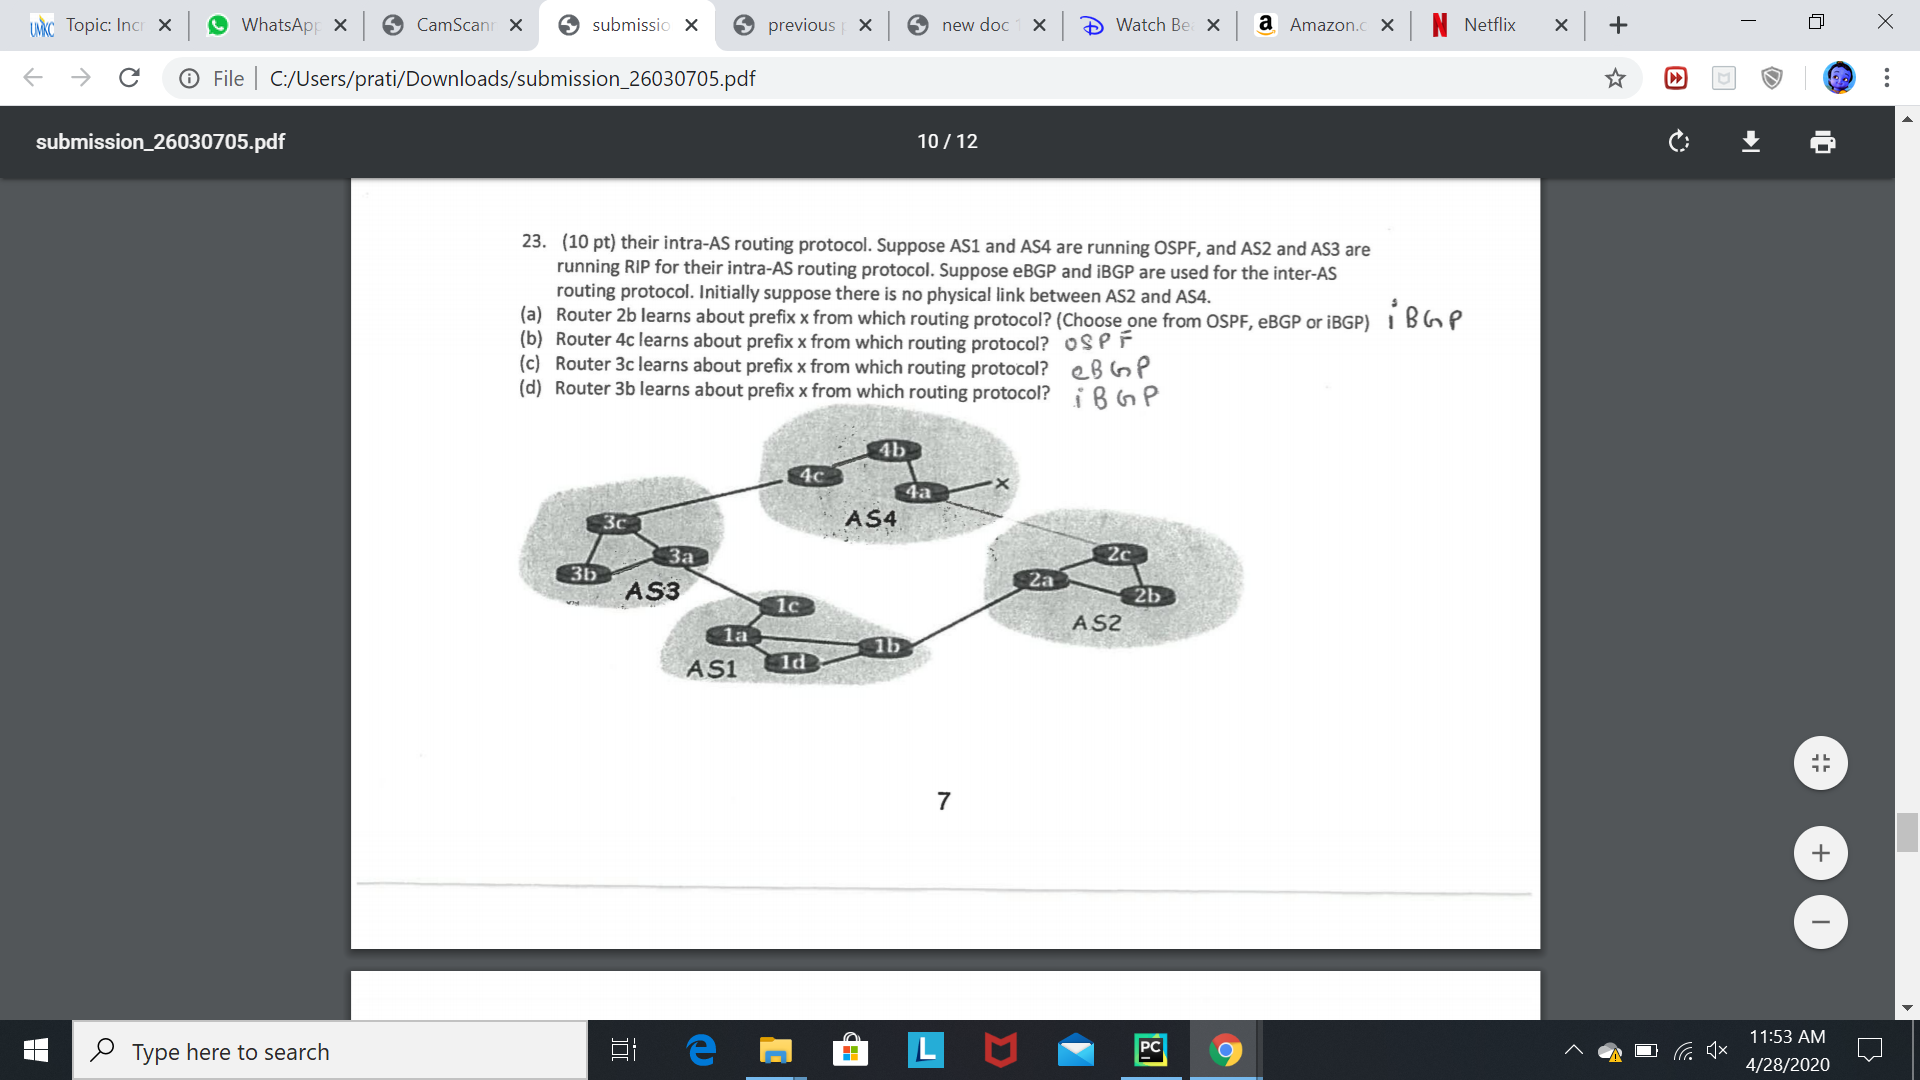 Topic: Incr
WhatsApp
CamScann
submissio
previous p
new doc 1
Watch Be
Amazon.c
Netflix
File
C:/Users/prati/Downloads/submission_26030705.pdf
submission_26030705.pdf
10 / 12
23. (10 pt) their intra-AS routing protocol. Suppose AS1 and AS4 are running OSPF, and AS2 and AS3 are
running RIP for their intra-AS routing protocol. Suppose eBGP and iBGP are used for the inter-AS
routing protocol. Initially suppose there is no physical link between AS2 and AS4.
(a) Router 2b learns about prefix x from which routing protocol? (Choose one from OSPF, eBGP or iBGP) iBGP
(b) Router 4c learns about prefix x from which routing protocol? OSPF
(c) Router 3c learns about prefix x from which routing protocol? eBGP
(d) Router 3b learns about prefix x from which routing protocol? iBGP
4b
4c
4a
x
AS4
3c
3a
3b
AS3
2c
2a
2b
AS2
1c
1a
1b
1d
AS1
7
Type here to search
L
PC
11:53 AM
4/28/2020